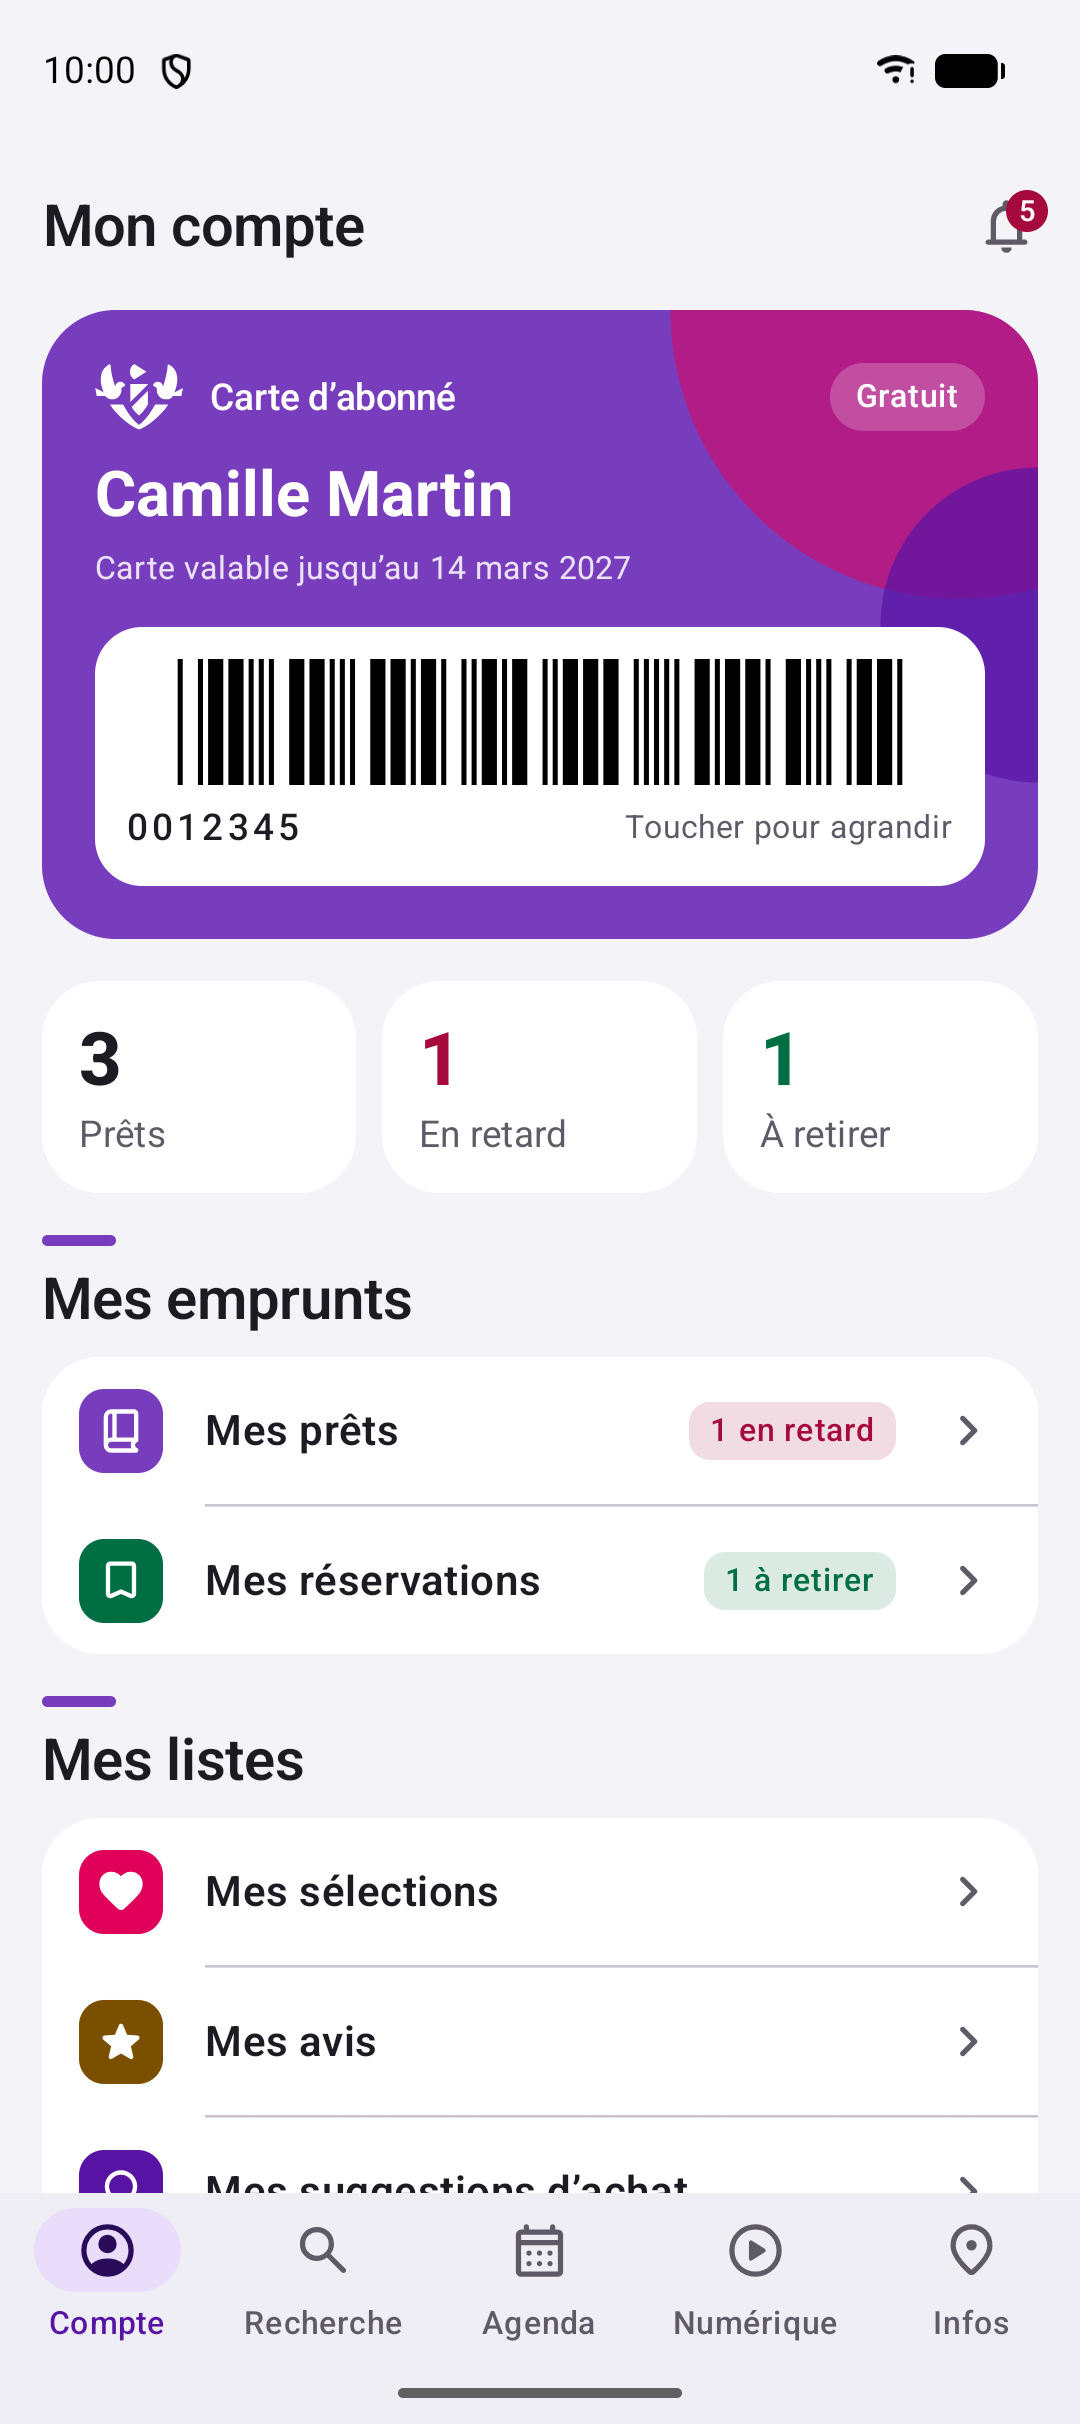 10:00
Mon compte
5
Carte d’abonné
Gratuit
Camille Martin
Carte valable jusqu’au 14 mars 2027
0012345
Toucher pour agrandir
3
Prêts
1
En retard
1
À retirer
Mes emprunts
Mes prêts
1 en retard
Mes réservations
1 à retirer
Mes listes
Mes sélections
Mes avis
Mes suggestions d’achat
Compte
Recherche
Agenda
Numérique
Infos